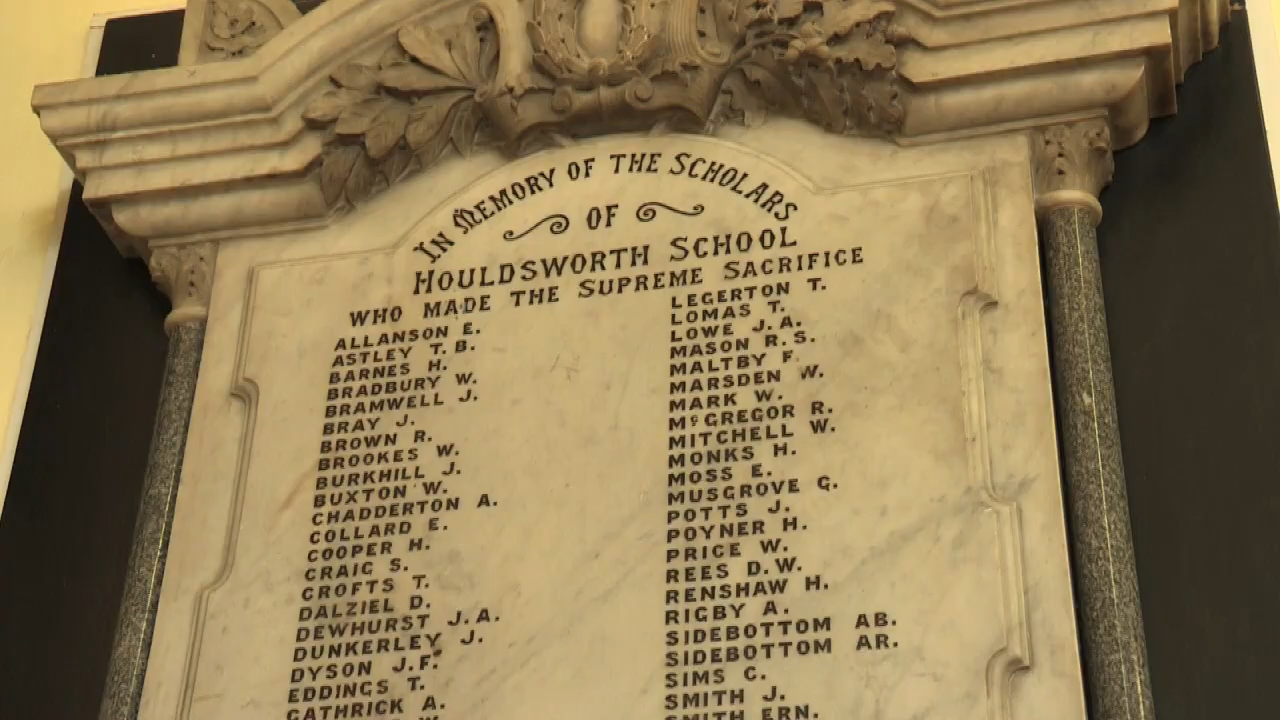 IN MEMORY OF THE SCHOLARS
OF
HOULDSWORTH SCHOOL
WHO MADE THE SUPREME SACRIFICE
ALLANSON E.
ASTLEY T. B.
BARNES H.
BRADBURY W.
BRAMWELL J.
BRAY J.
BROWN R.
BROOKES W.
BURKHILL J.
BUXTON W.
CHADDERTON A.
COLLARD E.
COOPER H.
CRAIG S.
CROFTS T.
DALZIEL D.
DEWHURST J. A.
DUNKERLEY J.
DYSON J. F.
EDDINGS T.
GATHRICK A.
LEGERTON T.
LOMAS T.
LOWE J. A.
MASON R. S.
MALTBY F.
MARSDEN W.
MARK W.
McGREGOR R.
MITCHELL W.
MONKS H.
MOSS E.
MUSGROVE G.
POTTS J.
POYNER H.
PRICE W.
REES D. W.
RENSHAW H.
RIGBY A.
SIDEBOTTOM AB.
SIDEBOTTOM AR.
SIMS G.
SMITH J.
SMITH ERN.